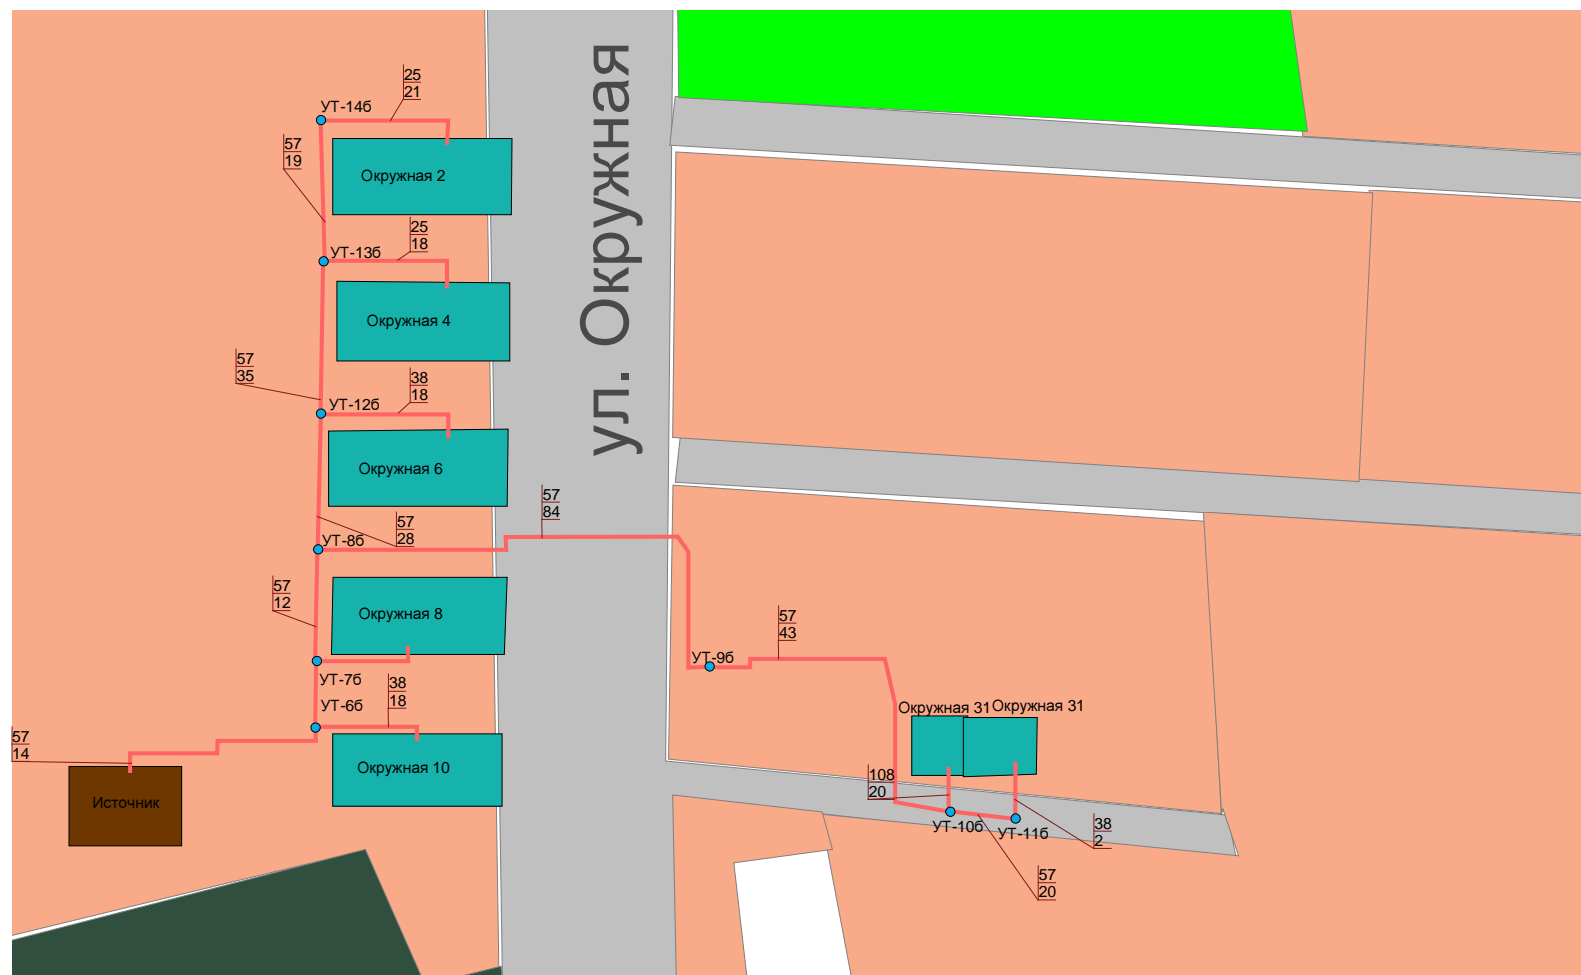 25
21
УТ-14б
57
19
Окружная 2
ул. Окружная
25
18
УТ-13б
Окружная 4
57
35
38
18
УТ-12б
Окружная 6
57
84
57
28
УТ-8б
57
12
Окружная 8
57
43
УТ-9б
УТ-7б
38
18
УТ-6б
Окружная 31
Окружная 31
57
14
Окружная 10
108
20
Источник
УТ-10б
УТ-11б
38
2
57
20